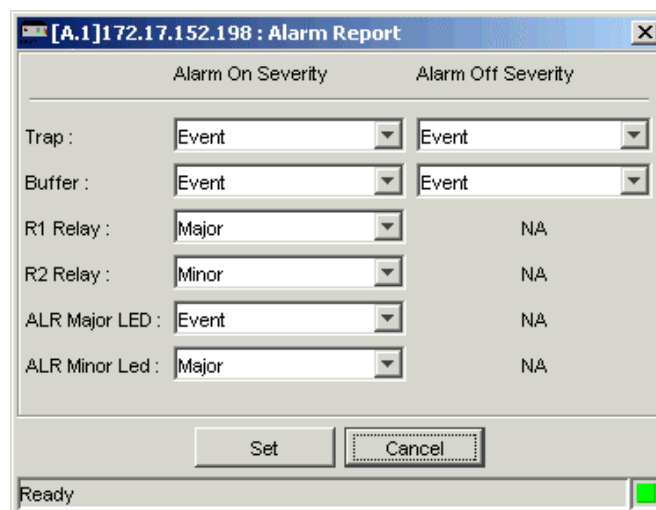 [A.1]172.17.152.198 : Alarm Report
Alarm On Severity Alarm Off Severity
Trap : Event Event
Buffer : Event Event
R1 Relay : Major NA
R2 Relay : Minor NA
ALR Major LED : Event NA
ALR Minor Led : Major NA
Set Cancel
Ready